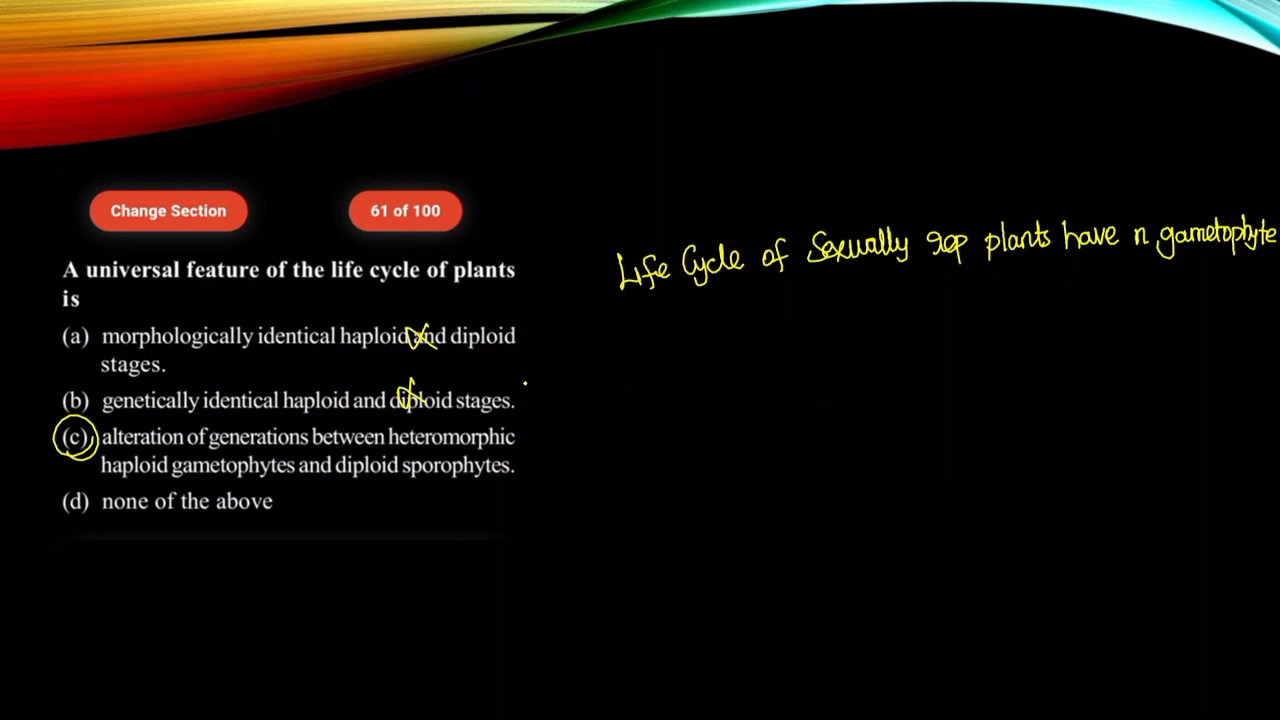 Change Section
61 of 100
A universal feature of the life cycle of plants
is
(a) morphologically identical haploid and diploid
stages.
(b) genetically identical haploid and diploid stages.
(c) alteration of generations between heteromorphic
haploid gametophytes and diploid sporophytes.
(d) none of the above
Life Cycle of Sexually rep plants have n gametophyte